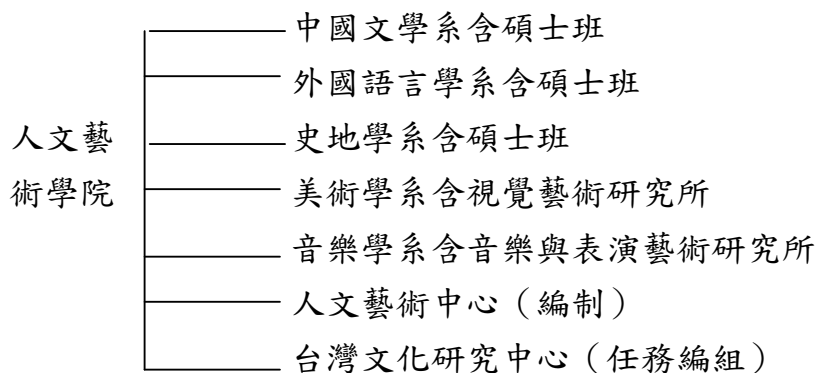 中國文學系含碩士班
外國語言學系含碩士班
人文藝
術學院
史地學系含碩士班
美術學系含視覺藝術研究所
音樂學系含音樂與表演藝術研究所
人文藝術中心（編制）
台灣文化研究中心（任務編組）